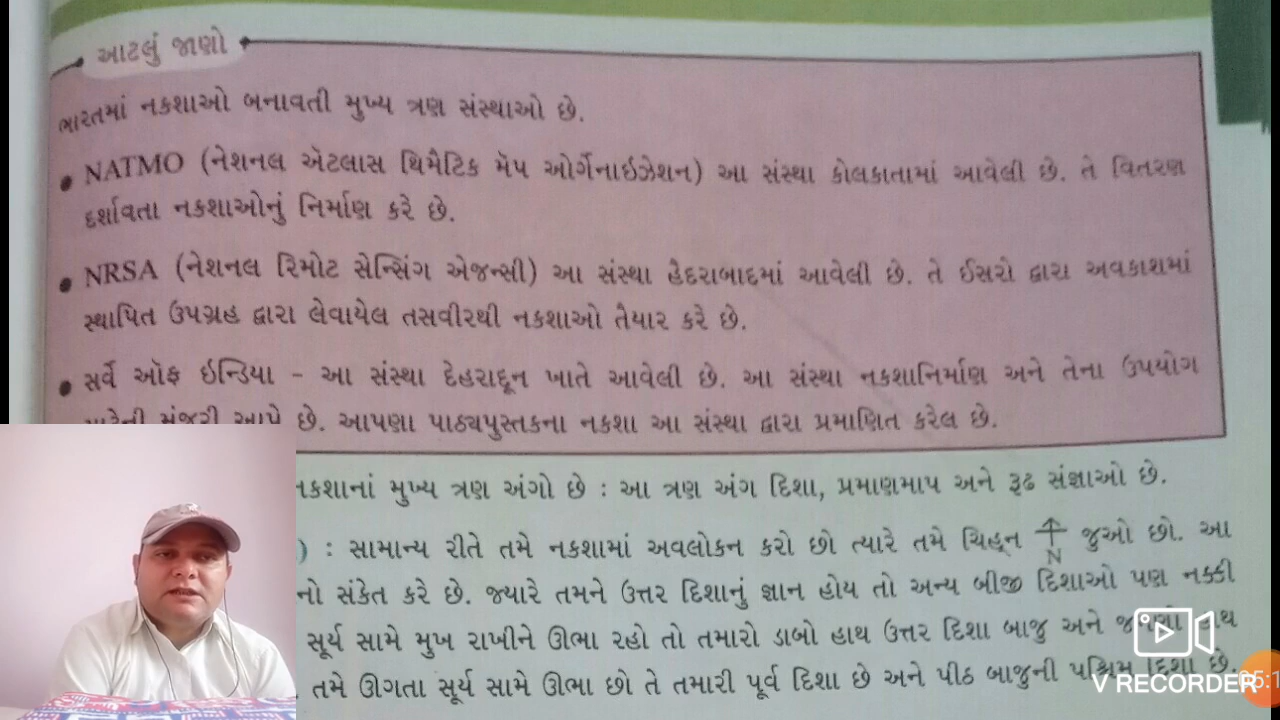 આટલું જાણો
ભારતમાં નકશાઓ બનાવતી મુખ્ય ત્રણ સંસ્થાઓ છે.
NATMO (નેશનલ ઍટલાસ થિમૅટિક મૅપ ઓર્ગેનાઇઝેશન) આ સંસ્થા કોલકાતામાં આવેલી છે. તે વિતરણ
દર્શાવતા નકશાઓનું નિર્માણ કરે છે.
NRSA (નેશનલ રિમોટ સેન્સિંગ એજન્સી) આ સંસ્થા હૈદરાબાદમાં આવેલી છે. તે ઈસરો દ્વારા અવકાશમાં
સ્થાપિત ઉપગ્રહ દ્વારા લેવાયેલ તસવીરથી નકશાઓ તૈયાર કરે છે.
સર્વે ઑફ ઇન્ડિયા - આ સંસ્થા દેહરાદૂન ખાતે આવેલી છે. આ સંસ્થા નકશાનિર્માણ અને તેના ઉપયોગ
મંજૂરી આપે છે. આપણા પાઠ્યપુસ્તકના નકશા આ સંસ્થા દ્વારા પ્રમાણિત કરેલ છે.
નકશાનાં મુખ્ય ત્રણ અંગો છે : આ ત્રણ અંગ દિશા, પ્રમાણમાપ અને રૂઢ સંજ્ઞાઓ છે.
) : સામાન્ય રીતે તમે નકશામાં અવલોકન કરો છો ત્યારે તમે ચિહ્ન N જુઓ છો. આ
નો સંકેત કરે છે. જ્યારે તમને ઉત્તર દિશાનું જ્ઞાન હોય તો અન્ય બીજી દિશાઓ પણ નક્કી
સૂર્ય સામે મુખ રાખીને ઊભા રહો તો તમારો ડાબો હાથ ઉત્તર દિશા બાજુ અને
તમે ઊગતા સૂર્ય સામે ઊભા છો તે તમારી પૂર્વ દિશા છે અને પીઠ બાજુની પશ્ચિમ દિશા છે.
V RECORDER
05:1